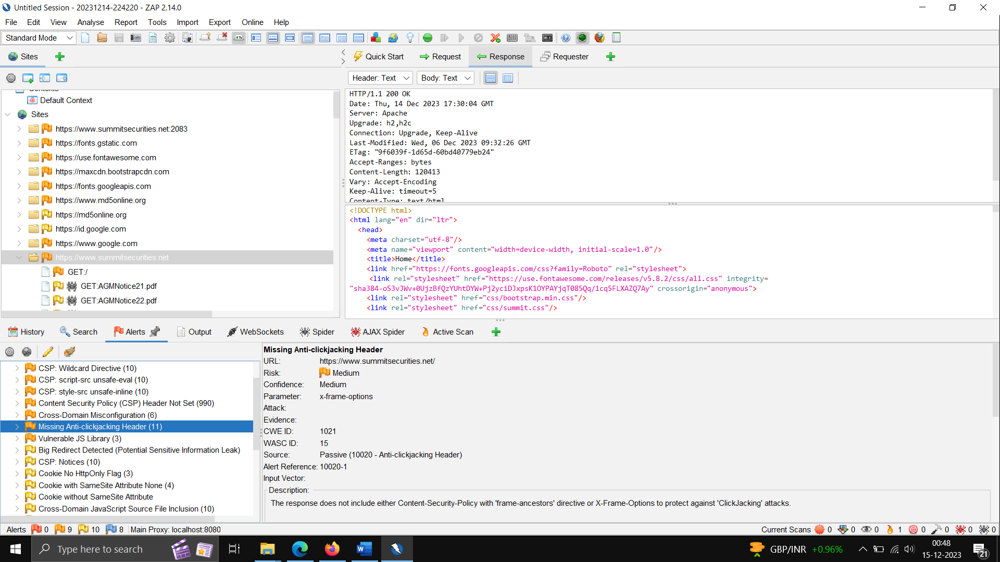 Untitled Session - 20231214-224220 - ZAP 2.14.0
File Edit View Analyse Report Tools Import Export Online Help
Standard Mode
Sites
Quick Start Request Response Requester
Header: Text Body: Text
Contexts
Default Context
Sites
https://www.summitsecurities.net:2083
https://fonts.gstatic.com
https://use.fontawesome.com
https://maxcdn.bootstrapcdn.com
https://fonts.googleapis.com
https://www.md5online.org
https://md5online.org
https://id.google.com
https://www.google.com
https://www.summitsecurities.net
GET:/
GET:AGMNotice21.pdf
GET:AGMNotice22.pdf
HTTP/1.1 200 OK
Date: Thu, 14 Dec 2023 17:30:04 GMT
Server: Apache
Upgrade: h2,h2c
Connection: Upgrade, Keep-Alive
Last-Modified: Wed, 06 Dec 2023 09:32:26 GMT
ETag: "9f6039f-1d65d-60bd40779eb24"
Accept-Ranges: bytes
Content-Length: 120413
Vary: Accept-Encoding
Keep-Alive: timeout=5
Content-Type: text/html
<!DOCTYPE html>
<html lang="en" dir="ltr">
<head>
<meta charset="utf-8"/>
<meta name="viewport" content="width=device-width, initial-scale=1.0"/>
<title>Home</title>
<link href="https://fonts.googleapis.com/css?family=Roboto" rel="stylesheet">
<link rel="stylesheet" href="https://use.fontawesome.com/releases/v5.8.2/css/all.css" integrity=
"sha384-oS3vJWv+0UjzBfQzYUhtDYW+Pj2yciDJxpsK1OYPAYjqT085Qq/1cq5FLXAZQ7Ay" crossorigin="anonymous">
<link rel="stylesheet" href="css/bootstrap.min.css"/>
<link rel="stylesheet" href="css/summit.css"/>
History Search Alerts Output WebSockets Spider AJAX Spider Active Scan
CSP: Wildcard Directive (10)
CSP: script-src unsafe-eval (10)
CSP: style-src unsafe-inline (10)
Content Security Policy (CSP) Header Not Set (990)
Cross-Domain Misconfiguration (6)
Missing Anti-clickjacking Header (11)
Vulnerable JS Library (3)
Big Redirect Detected (Potential Sensitive Information Leak)
CSP: Notices (10)
Cookie No HttpOnly Flag (3)
Cookie with SameSite Attribute None (4)
Cookie without SameSite Attribute
Cross-Domain JavaScript Source File Inclusion (10)
Missing Anti-clickjacking Header
URL: https://www.summitsecurities.net/
Risk: Medium
Confidence: Medium
Parameter: x-frame-options
Attack:
Evidence:
CWE ID: 1021
WASC ID: 15
Source: Passive (10020 - Anti-clickjacking Header)
Alert Reference: 10020-1
Input Vector:
Description:
The response does not include either Content-Security-Policy with 'frame-ancestors' directive or X-Frame-Options to protect against 'ClickJacking' attacks.
Alerts 0 9 10 8 Main Proxy: localhost:8080 Current Scans 0 0 0 1 0 0 0 0
Type here to search GBP/INR +0.96% 00:48
15-12-2023 21